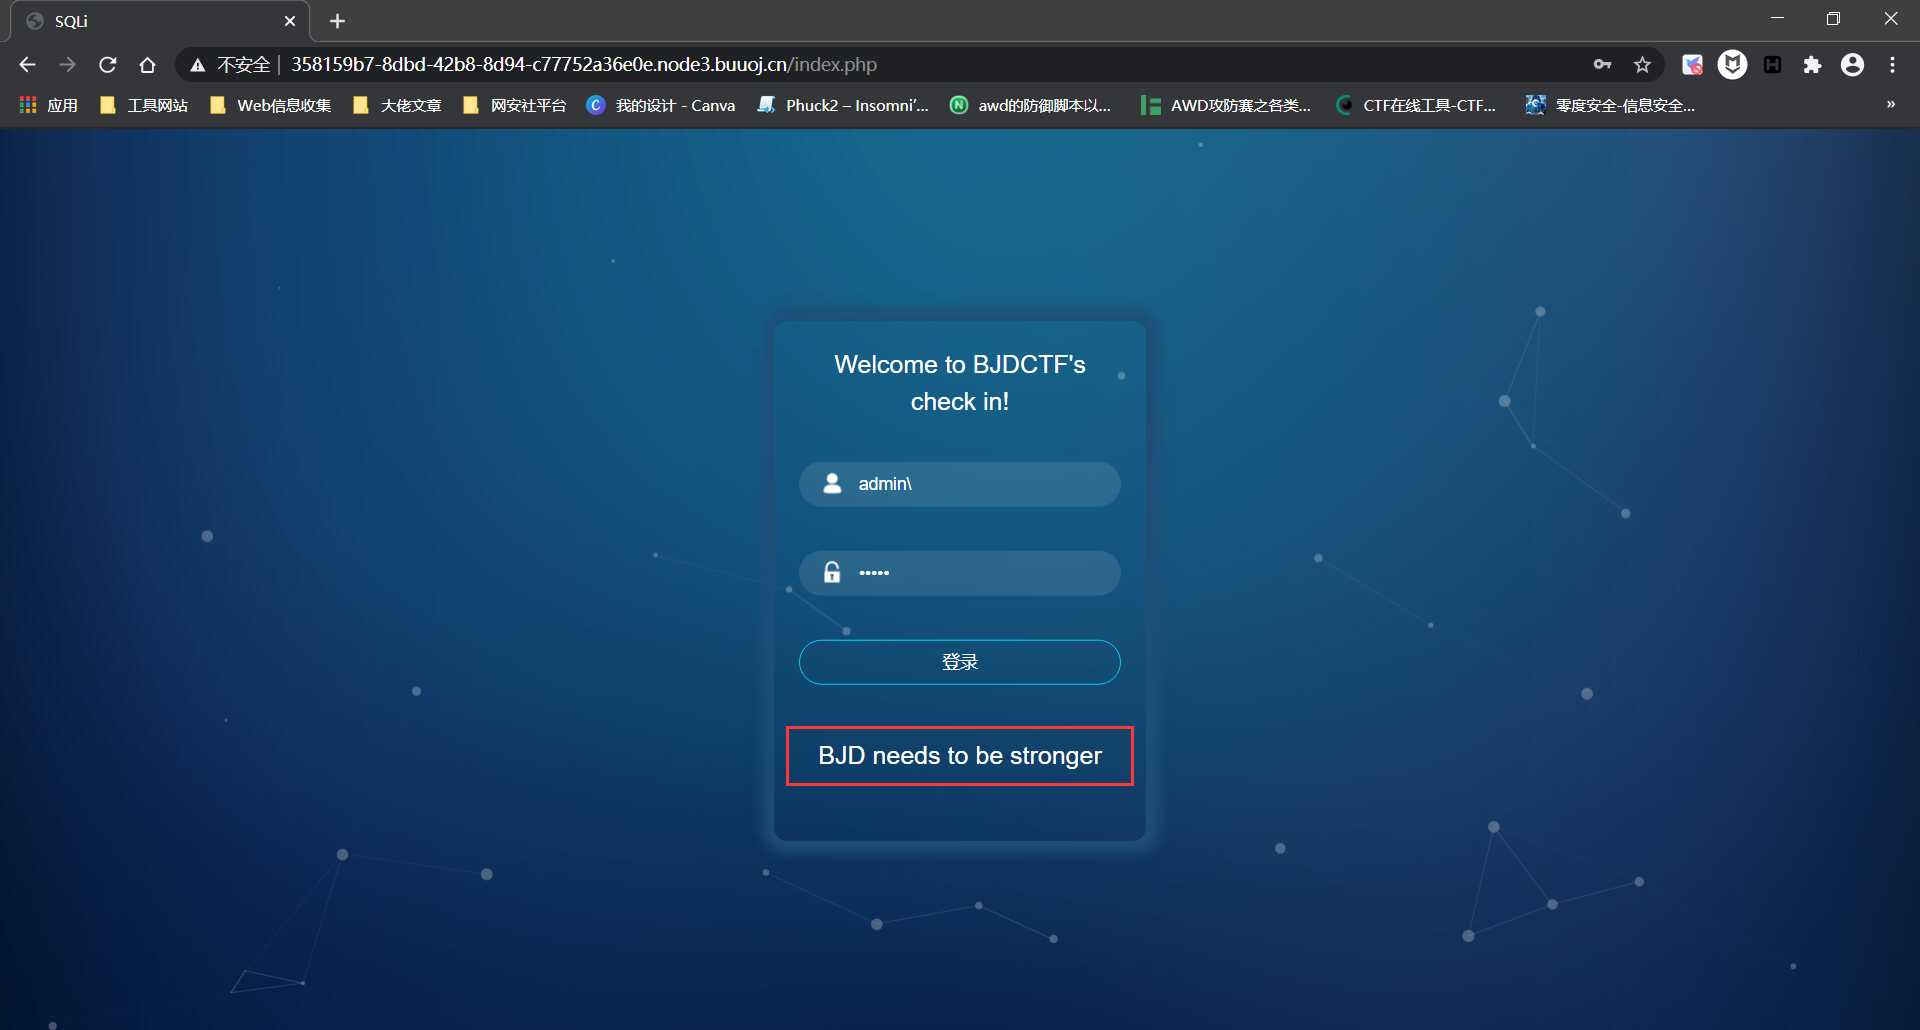 SQLi
不安全 358159b7-8dbd-42b8-8d94-c77752a36e0e.node3.buuoj.cn/index.php
应用 工具网站 Web信息收集 大佬文章 网安社平台 我的设计 - Canva Phuck2 – Insomni'... awd的防御脚本以... AWD攻防赛之各类... CTF在线工具-CTF... 零度安全-信息安全... »
Welcome to BJDCTF's
check in!
admin\
•••••
登录
BJD needs to be stronger